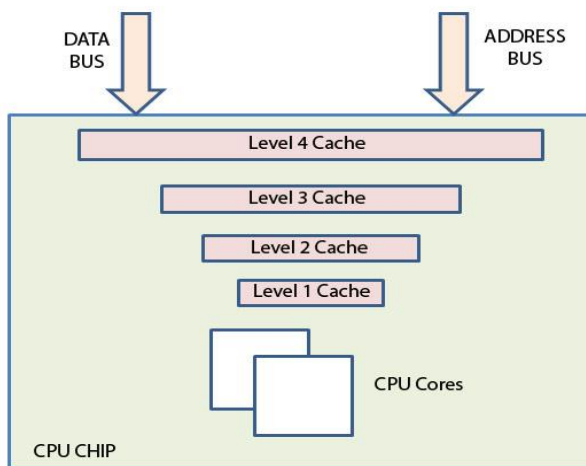 DATA
BUS
ADDRESS
BUS
Level 4 Cache
Level 3 Cache
Level 2 Cache
Level 1 Cache
CPU Cores
CPU CHIP